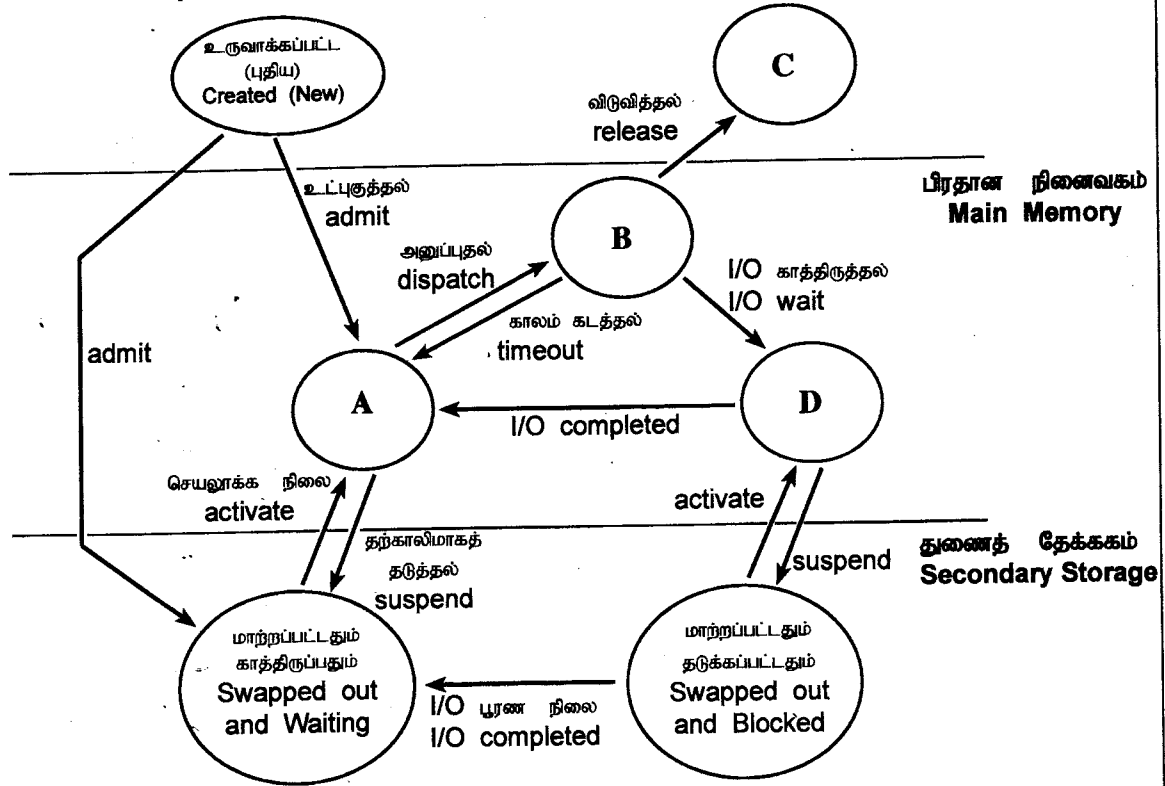 உருவாக்கப்பட்ட
(புதிய)
Created (New)
C
விடுவித்தல்
release
பிரதான நினைவகம்
Main Memory
உட்புகுத்தல்
admit
B
அனுப்புதல்
dispatch
I/O காத்திருத்தல்
I/O wait
காலம் கடத்தல்
timeout
admit
A
D
I/O completed
செயலூக்க நிலை
activate
activate
தற்காலிமாகத்
தடுத்தல்
suspend
suspend
துணைத் தேக்ககம்
Secondary Storage
மாற்றப்பட்டதும்
காத்திருப்பதும்
Swapped out
and Waiting
I/O பூரண நிலை
I/O completed
மாற்றப்பட்டதும்
தடுக்கப்பட்டதும்
Swapped out
and Blocked